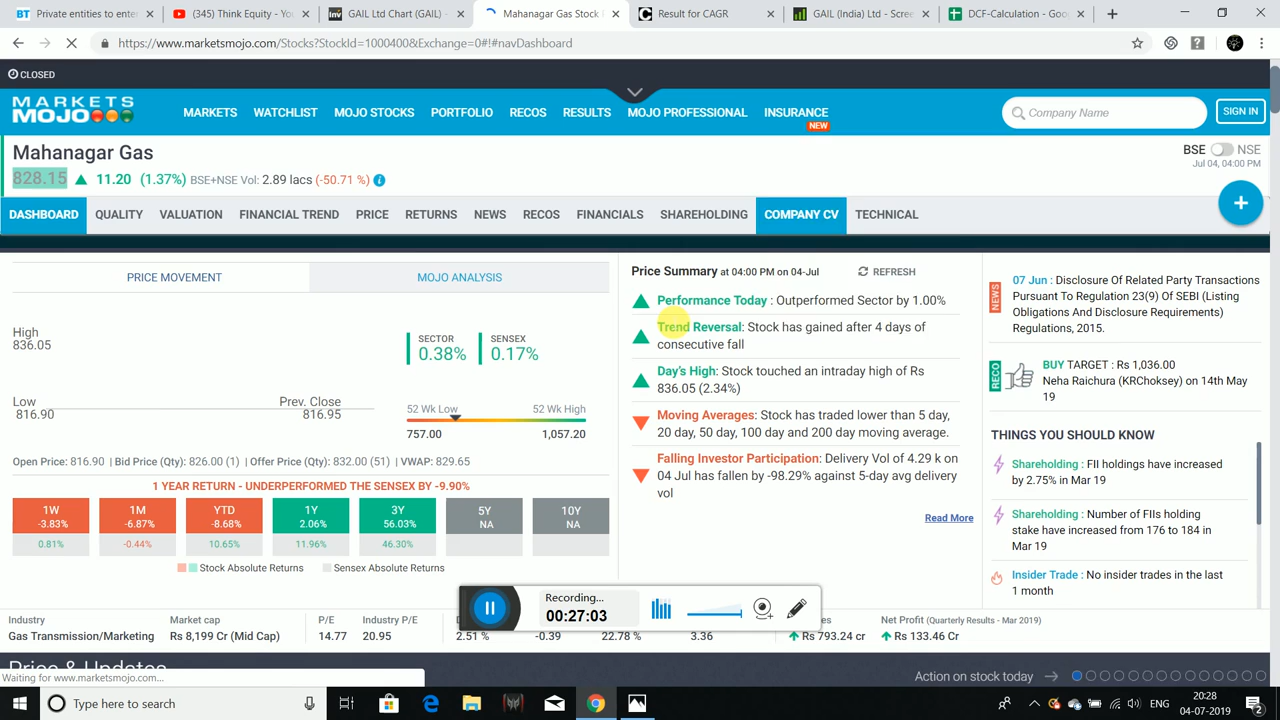 Private entities to enter
(345) Think Equity - You
GAIL Ltd Chart (GAIL) -
Mahanagar Gas Stock
Result for CAGR
GAIL (India) Ltd - Scree
DCF-Calculation - Goo
https://www.marketsmojo.com/Stocks?StockId=1000400&Exchange=0#!#navDashboard
CLOSED
MARKETS
MOJO
MARKETS WATCHLIST MOJO STOCKS PORTFOLIO RECOS RESULTS MOJO PROFESSIONAL INSURANCE
NEW
Company Name
SIGN IN
Mahanagar Gas
BSE NSE
Jul 04, 04:00 PM
828.15 11.20 (1.37%) BSE+NSE Vol: 2.89 lacs (-50.71 %)
DASHBOARD QUALITY VALUATION FINANCIAL TREND PRICE RETURNS NEWS RECOS FINANCIALS SHAREHOLDING COMPANY CV TECHNICAL
PRICE MOVEMENT MOJO ANALYSIS
High
836.05
SECTOR
0.38%
SENSEX
0.17%
Low
816.90
Prev. Close
816.95
52 Wk Low 52 Wk High
757.00 1,057.20
Open Price: 816.90 | Bid Price (Qty): 826.00 (1) | Offer Price (Qty): 832.00 (51) | VWAP: 829.65
1 YEAR RETURN - UNDERPERFORMED THE SENSEX BY -9.90%
1W 1M YTD 1Y 3Y 5Y 10Y
-3.83% -6.87% -8.68% 2.06% 56.03% NA NA
0.81% -0.44% 10.65% 11.96% 46.30%
Stock Absolute Returns Sensex Absolute Returns
Price Summary at 04:00 PM on 04-Jul REFRESH
Performance Today : Outperformed Sector by 1.00%
Trend Reversal: Stock has gained after 4 days of
consecutive fall
Day's High: Stock touched an intraday high of Rs
836.05 (2.34%)
Moving Averages: Stock has traded lower than 5 day,
20 day, 50 day, 100 day and 200 day moving average.
Falling Investor Participation: Delivery Vol of 4.29 k on
04 Jul has fallen by -98.29% against 5-day avg delivery
vol
Read More
NEWS
07 Jun : Disclosure Of Related Party Transactions
Pursuant To Regulation 23(9) Of SEBI (Listing
Obligations And Disclosure Requirements)
Regulations, 2015.
RECO
BUY TARGET : Rs 1,036.00
Neha Raichura (KRChoksey) on 14th May
19
THINGS YOU SHOULD KNOW
Shareholding : FII holdings have increased
by 2.75% in Mar 19
Shareholding : Number of FIIs holding
stake have increased from 176 to 184 in
Mar 19
Insider Trade : No insider trades in the last
1 month
Recording...
00:27:03
Industry
Gas Transmission/Marketing
Market cap
Rs 8,199 Cr (Mid Cap)
P/E
14.77
Industry P/E
20.95
2.51 %
-0.39
22.78 %
3.36
Rs 793.24 cr
Net Profit (Quarterly Results - Mar 2019)
Rs 133.46 Cr
Price & Updates
Action on stock today
Waiting for www.marketsmojo.com...
Type here to search
ENG
20:28
04-07-2019
2